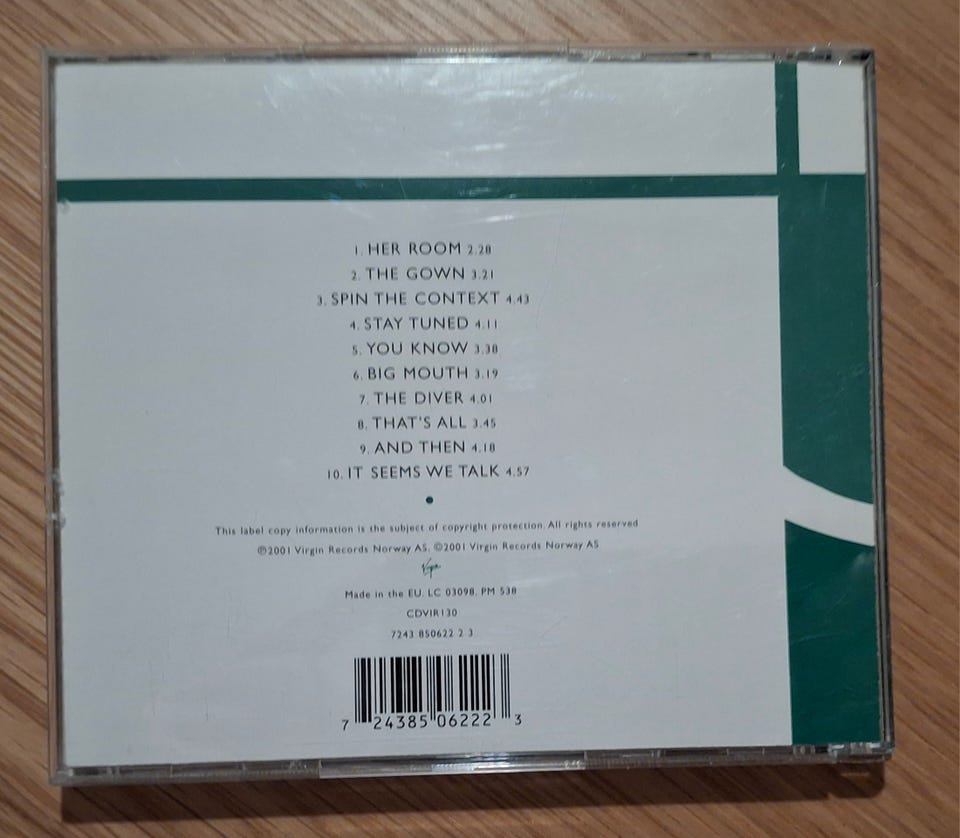 1. HER ROOM 2.28
2. THE GOWN 3.21
3. SPIN THE CONTEXT 4.43
4. STAY TUNED 4.11
5. YOU KNOW 3.38
6. BIG MOUTH 3.19
7. THE DIVER 4.01
8. THAT'S ALL 3.45
9. AND THEN 4.18
10. IT SEEMS WE TALK 4.57
This label copy information is the subject of copyright protection. All rights reserved
℗2001 Virgin Records Norway AS. ©2001 Virgin Records Norway AS
Virgin
Made in the EU. LC 03098. PM 538
CDVIR130
7243 850622 2 3
7 24385 06222 3